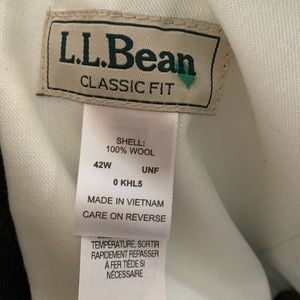 L.L.Bean
CLASSIC FIT
SHELL:
100% WOOL
42W UNF
0 KHL5
MADE IN VIETNAM
CARE ON REVERSE
TEMPÉRATURE, SORTIR
RAPIDEMENT REPASSER
À FER TIÈDE SI
NÉCESSAIRE